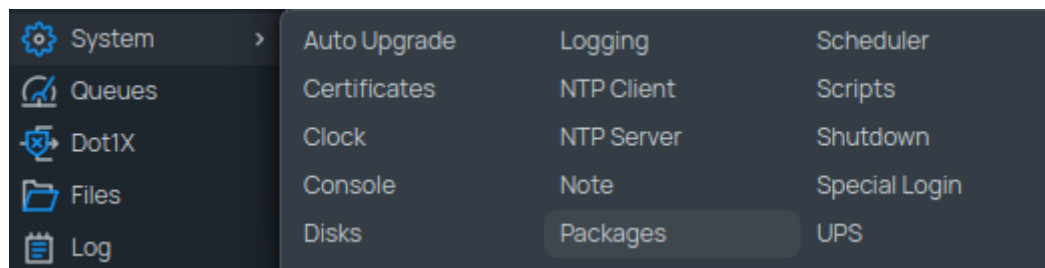 System
Queues
Dot1X
Files
Log
Auto Upgrade
Certificates
Clock
Console
Disks
Logging
NTP Client
NTP Server
Note
Packages
Scheduler
Scripts
Shutdown
Special Login
UPS